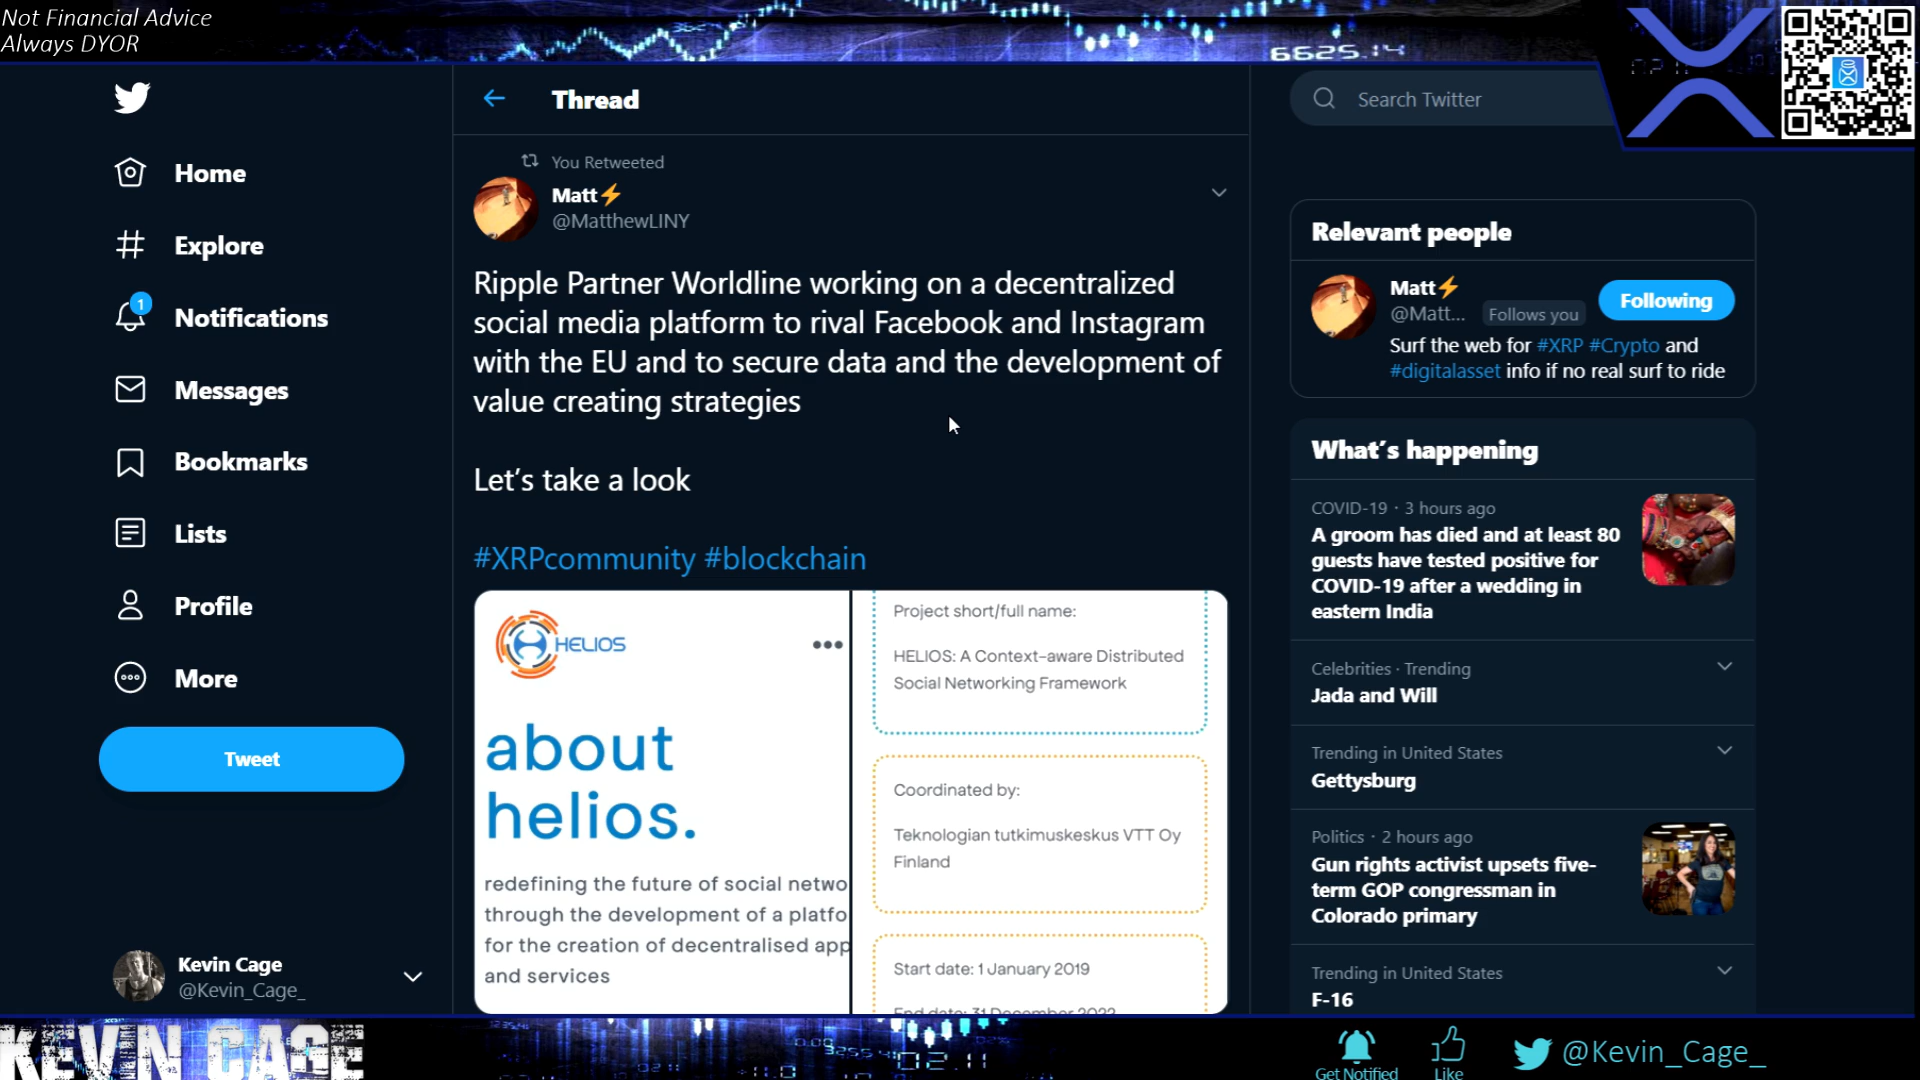 Not Financial Advice
Always DYOR
6625.14
Thread
Search Twitter
Home
Explore
1
Notifications
Messages
Bookmarks
Lists
Profile
More
Tweet
Kevin Cage
@Kevin_Cage_
You Retweeted
Matt⚡
@MatthewLINY
Ripple Partner Worldline working on a decentralized
social media platform to rival Facebook and Instagram
with the EU and to secure data and the development of
value creating strategies
Let's take a look
#XRPcommunity #blockchain
HELIOS
about
helios.
redefining the future of social netwo
through the development of a platfo
for the creation of decentralised app
and services
Project short/full name:
HELIOS: A Context-aware Distributed
Social Networking Framework
Coordinated by:
Teknologian tutkimuskeskus VTT Oy
Finland
Start date: 1 January 2019
End date: 31 December 2022
Relevant people
Matt⚡
Following
@Matt... Follows you
Surf the web for #XRP #Crypto and
#digitalasset info if no real surf to ride
What's happening
COVID-19 · 3 hours ago
A groom has died and at least 80
guests have tested positive for
COVID-19 after a wedding in
eastern India
Celebrities · Trending
Jada and Will
Trending in United States
Gettysburg
Politics · 2 hours ago
Gun rights activist upsets five-
term GOP congressman in
Colorado primary
Trending in United States
F-16
KEVIN CAGE
02.11
Get Notified
Like
@Kevin_Cage_